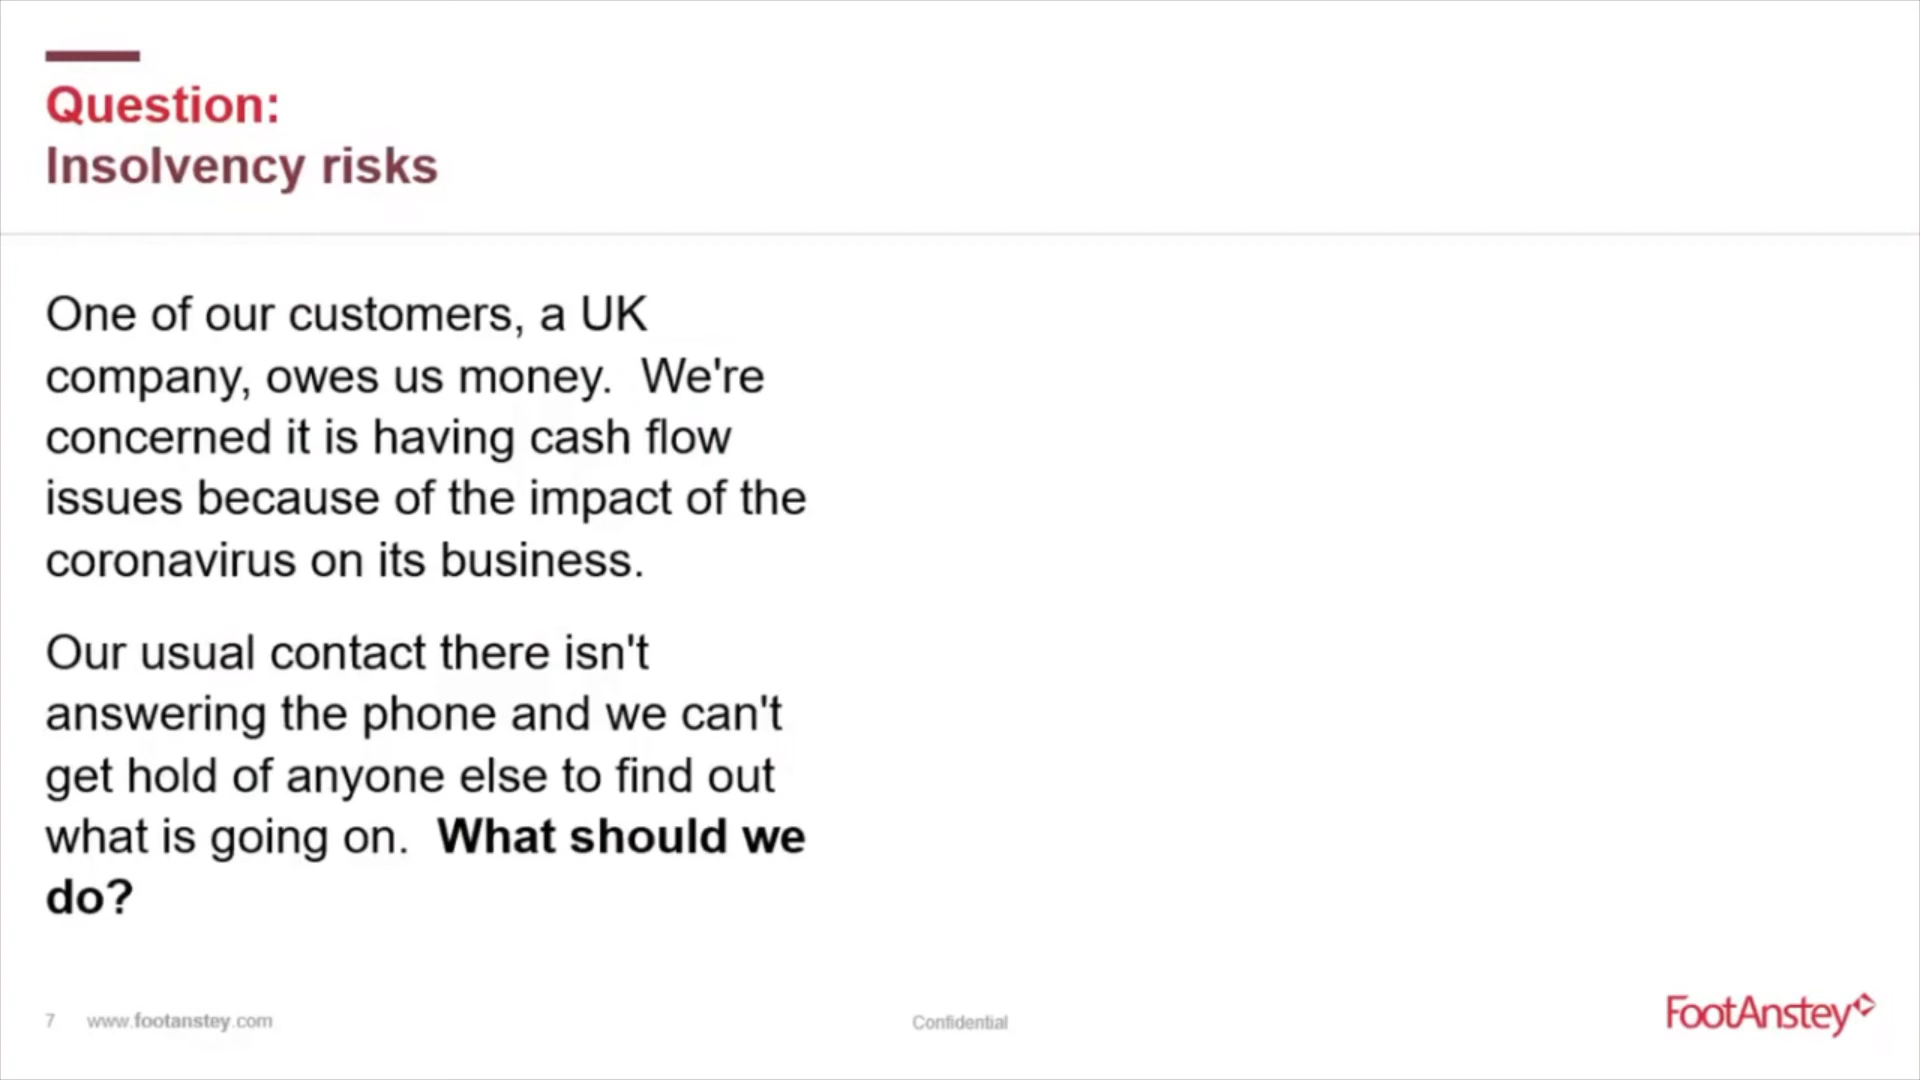 Question:
Insolvency risks
One of our customers, a UK
company, owes us money.  We're
concerned it is having cash flow
issues because of the impact of the
coronavirus on its business.
Our usual contact there isn't
answering the phone and we can't
get hold of anyone else to find out
what is going on.  What should we
do?
7 www.footanstey.com
Confidential
FootAnstey